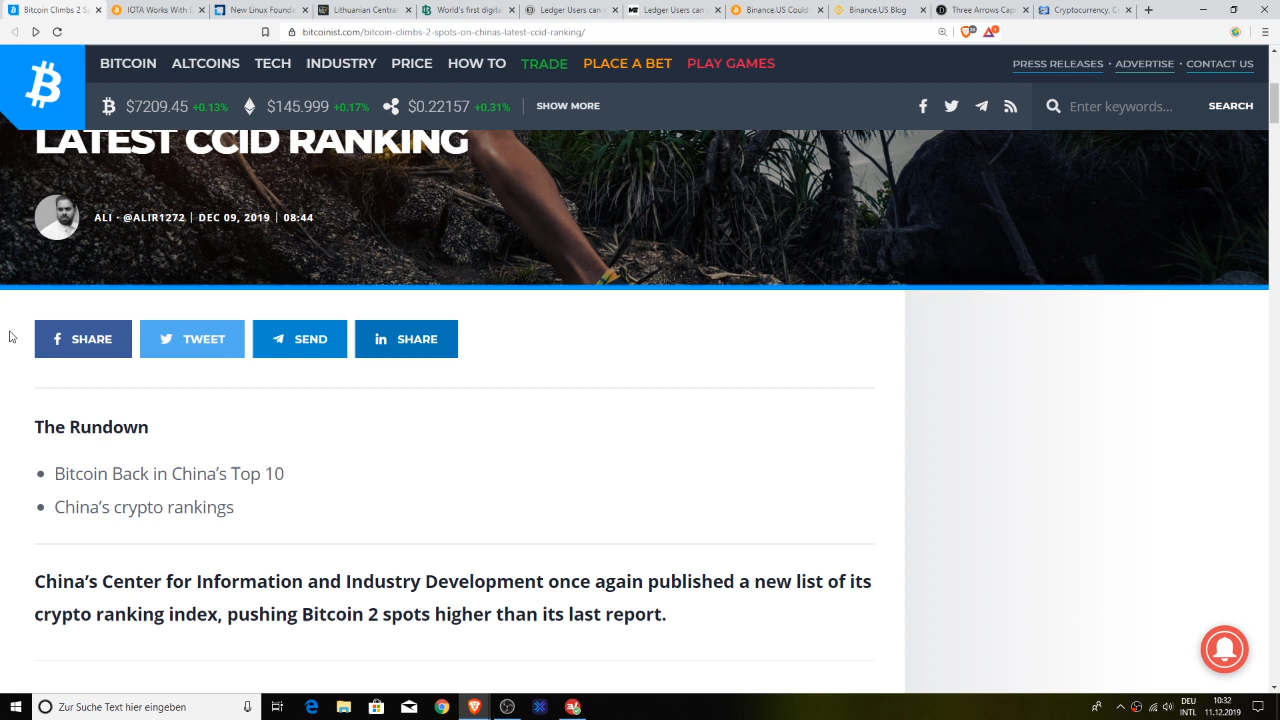 Bitcoin Climbs 2 S
IOTA Works With D
New Linux Founda
Lithuanian Central
World's first digita
Ledger Users can
Ledger Users can
Binance.US Could
Binance.US Blog
Three Arrows Cap
Cryptocurrency, C
bitcoinist.com/bitcoin-climbs-2-spots-on-chinas-latest-ccid-ranking/
BITCOIN ALTCOINS TECH INDUSTRY PRICE HOW TO TRADE PLACE A BET PLAY GAMES
PRESS RELEASES · ADVERTISE · CONTACT US
$7209.45 +0.13% $145.999 +0.17% $0.22157 +0.31% SHOW MORE
Enter keywords... SEARCH
LATEST CCID RANKING
ALI · @ALIR1272 | DEC 09, 2019 | 08:44
SHARE TWEET SEND SHARE
The Rundown
Bitcoin Back in China’s Top 10
China’s crypto rankings
China’s Center for Information and Industry Development once again published a new list of its
crypto ranking index, pushing Bitcoin 2 spots higher than its last report.
Zur Suche Text hier eingeben
DEU
INTL
10:32
11.12.2019